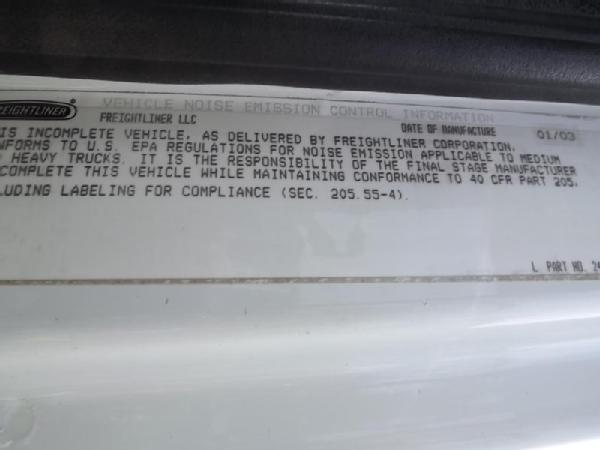 FREIGHTLINER
VEHICLE NOISE EMISSION CONTROL INFORMATION
FREIGHTLINER LLC DATE OF MANUFACTURE 01/03
IS INCOMPLETE VEHICLE, AS DELIVERED BY FREIGHTLINER CORPORATION,
NFORMS TO U.S. EPA REGULATIONS FOR NOISE EMISSION APPLICABLE TO MEDIUM
HEAVY TRUCKS. IT IS THE RESPONSIBILITY OF THE FINAL STAGE MANUFACTURER
COMPLETE THIS VEHICLE WHILE MAINTAINING CONFORMANCE TO 40 CFR PART 205,
LUDING LABELING FOR COMPLIANCE (SEC. 205.55-4).
L PART NO. 24